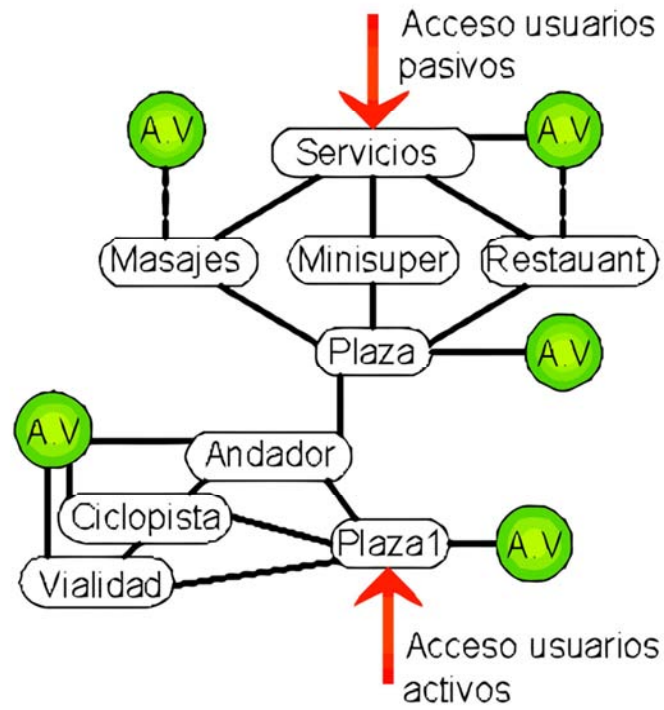 Acceso usuarios
pasivos
A.V
Servicios
A.V
Masajes
Minisuper
Restauant
Plaza
A.V
A.V
Andador
Ciclopista
Plaza1
A.V
Vialidad
Acceso usuarios
activos